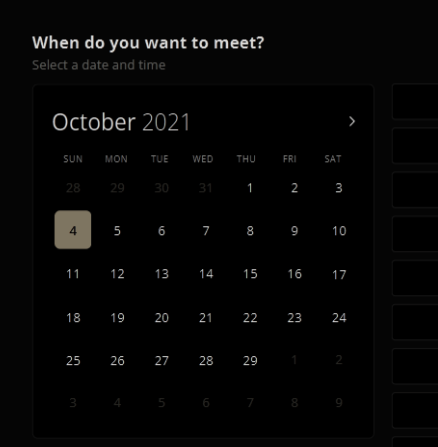 When do you want to meet?
Select a date and time
October 2021 >
SUN MON TUE WED THU FRI SAT
28 29 30 31 1 2 3
4 5 6 7 8 9 10
11 12 13 14 15 16 17
18 19 20 21 22 23 24
25 26 27 28 29 1 2
3 4 5 6 7 8 9